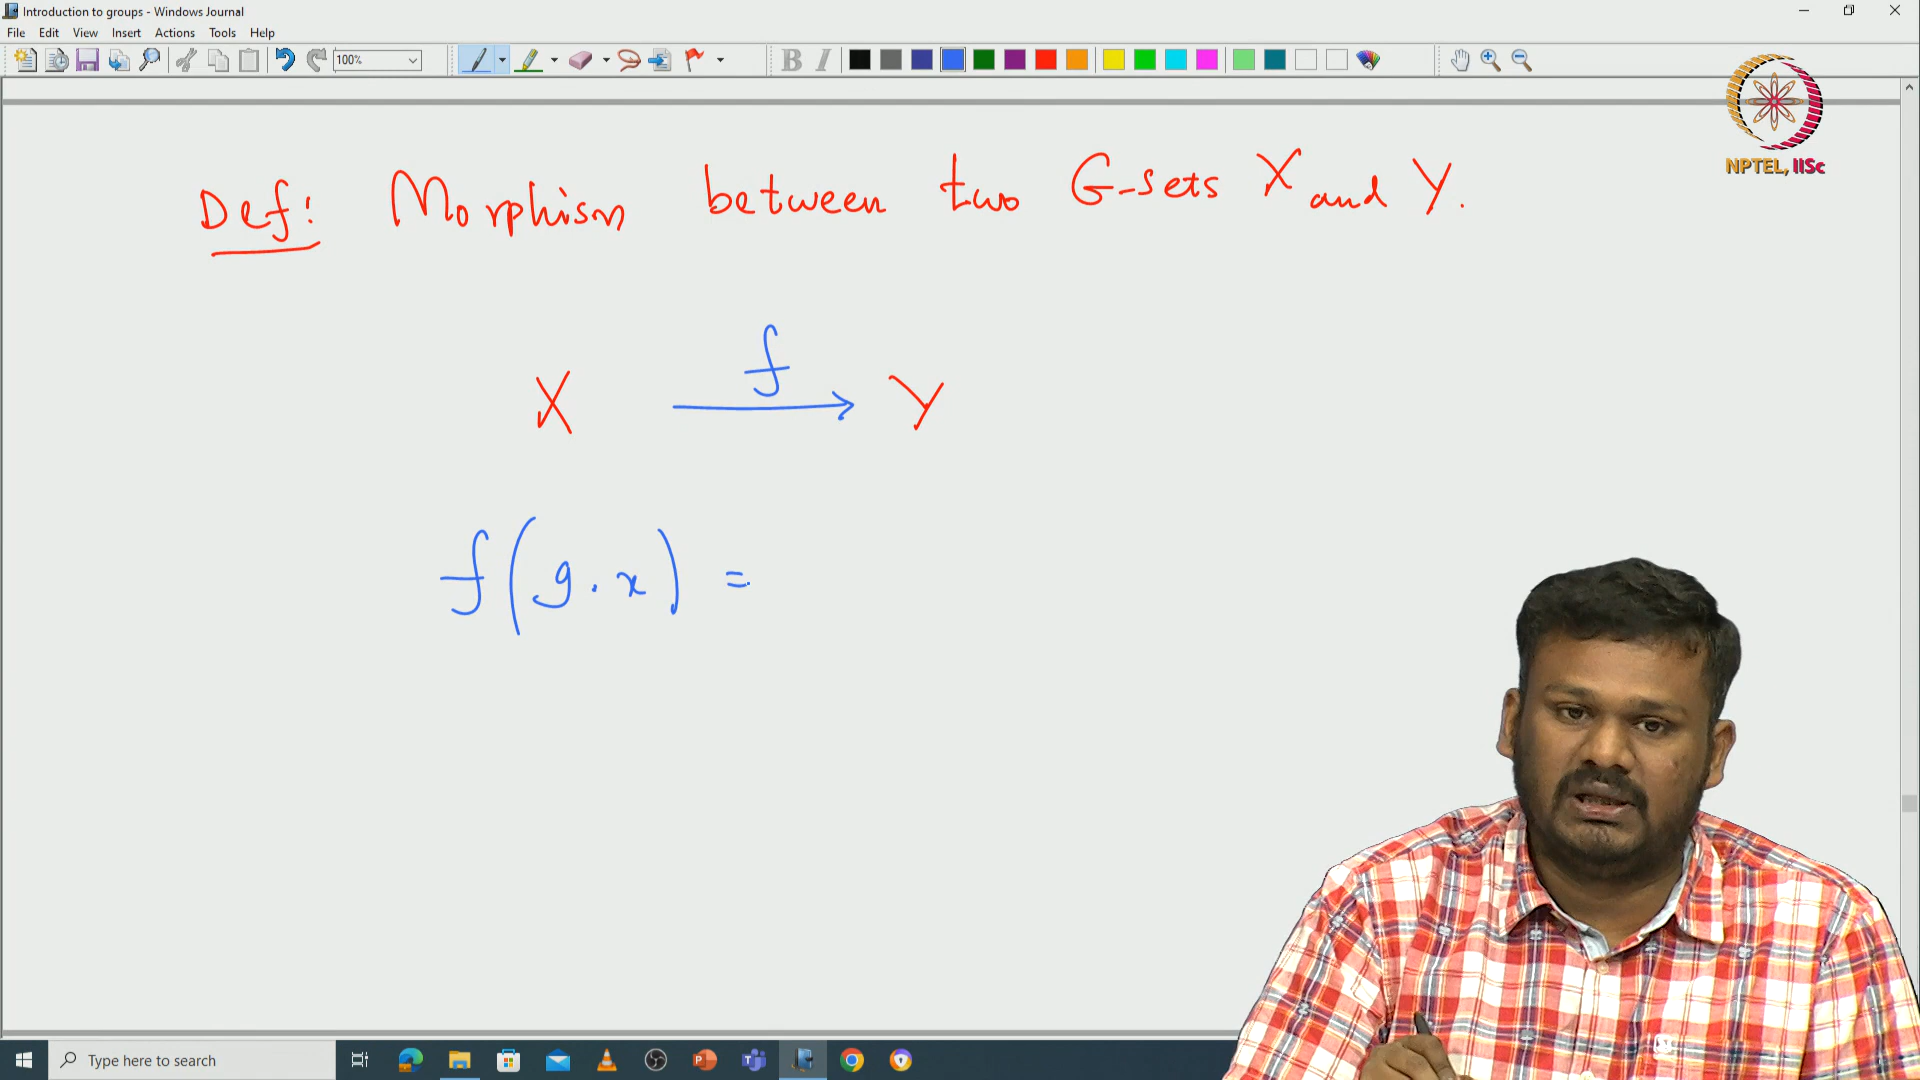 Introduction to groups - Windows Journal
File Edit View Insert Actions Tools Help
100%
B I
NPTEL, IISc
Def: Morphism between two G-sets X and Y.
f
X → Y
f(g.x) =
Type here to search